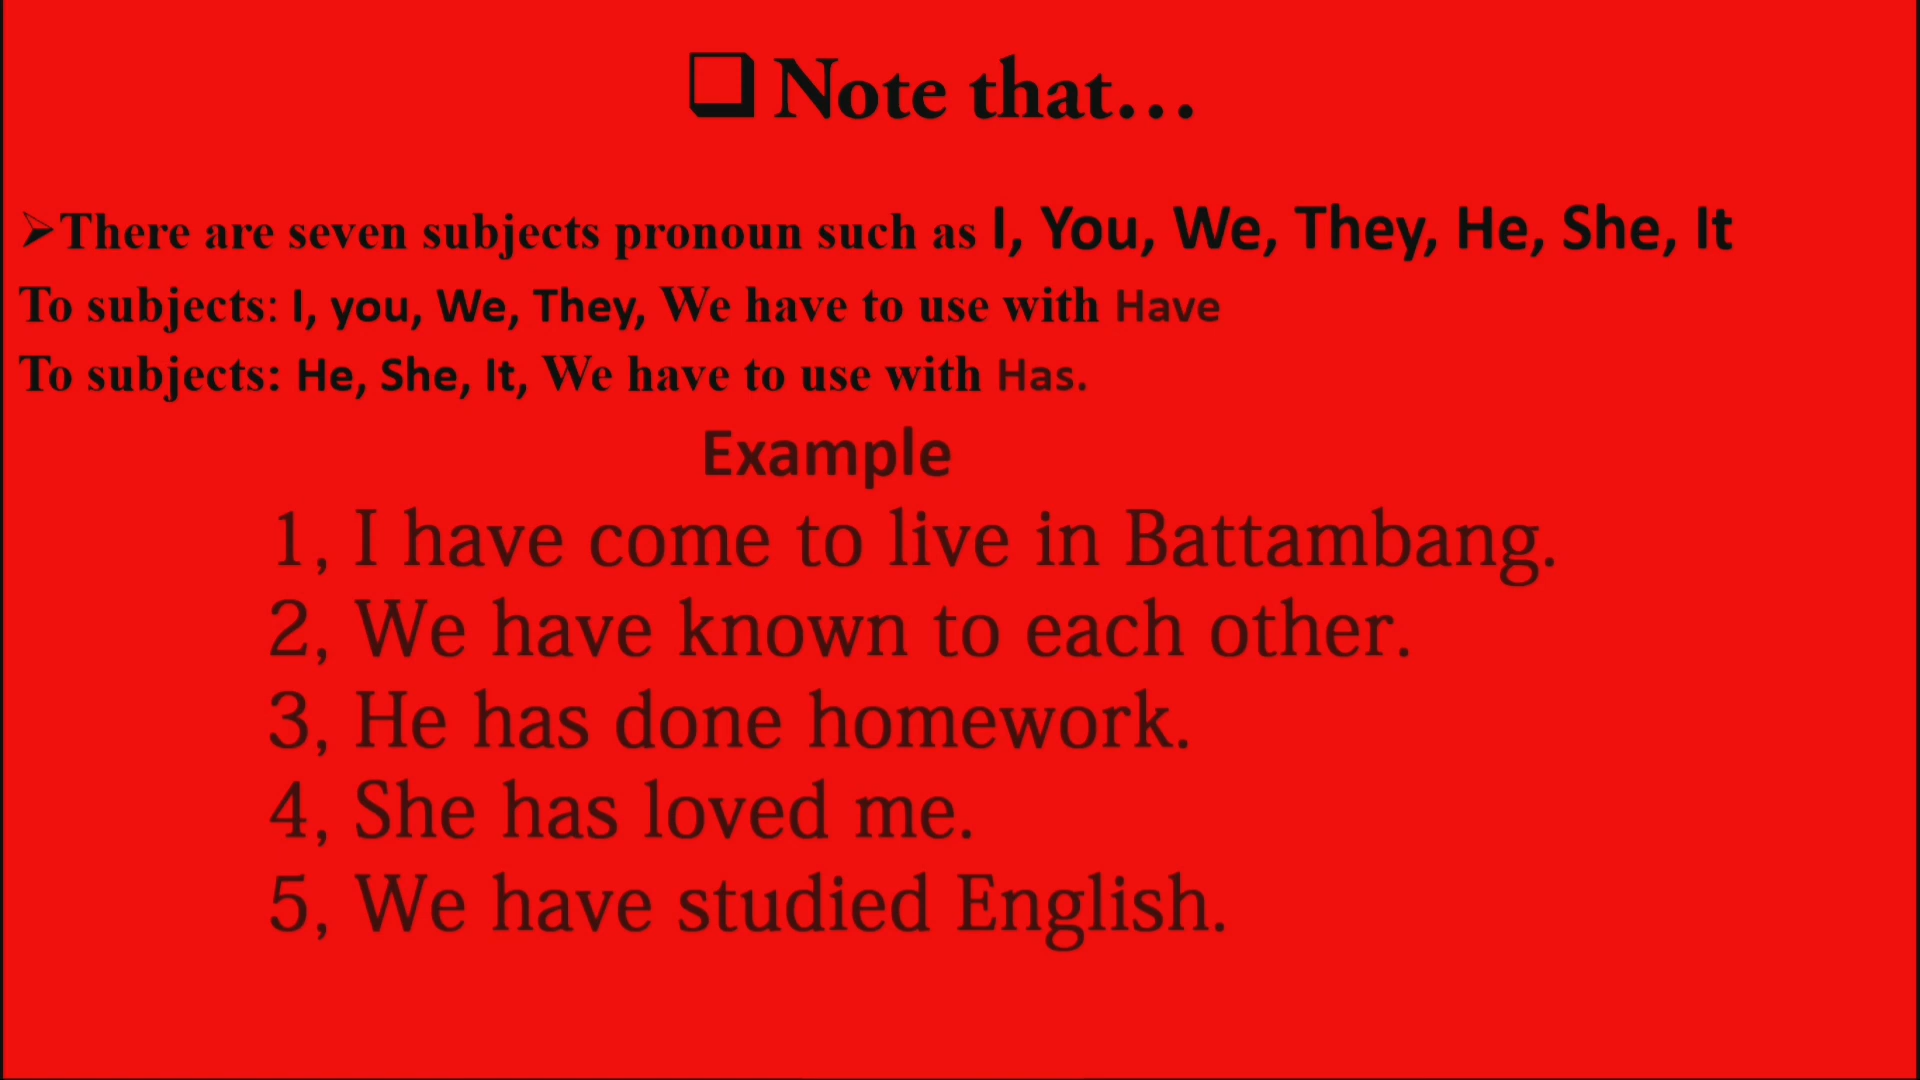 ❑ Note that...
➢There are seven subjects pronoun such as I, You, We, They, He, She, It
To subjects: I, you, We, They, We have to use with Have
To subjects: He, She, It, We have to use with Has.
Example
1, I have come to live in Battambang.
2, We have known to each other.
3, He has done homework.
4, She has loved me.
5, We have studied English.